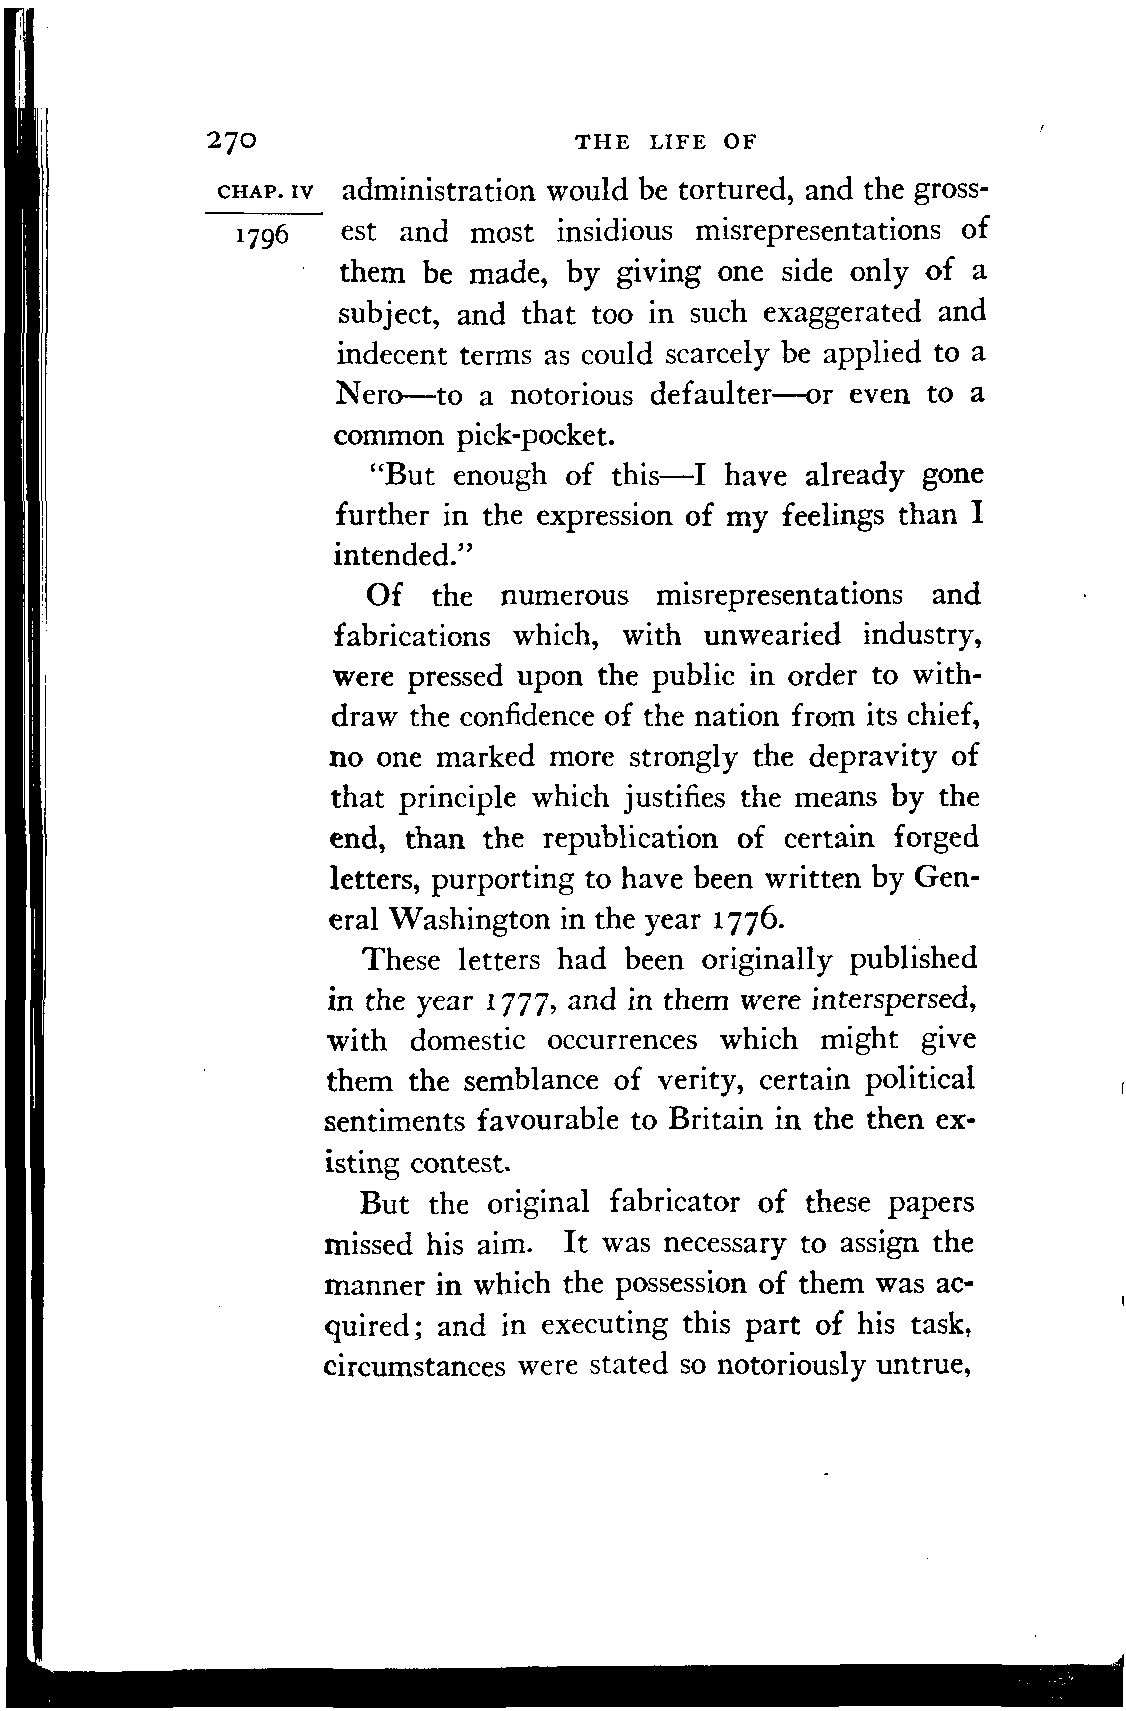 270 THE LIFE OF
CHAP. IV administration would be tortured, and the gross-
1796 est and most insidious misrepresentations of
them be made, by giving one side only of a
subject, and that too in such exaggerated and
indecent terms as could scarcely be applied to a
Nero—to a notorious defaulter—or even to a
common pick-pocket.
"But enough of this—I have already gone
further in the expression of my feelings than I
intended."
Of the numerous misrepresentations and
fabrications which, with unwearied industry,
were pressed upon the public in order to with-
draw the confidence of the nation from its chief,
no one marked more strongly the depravity of
that principle which justifies the means by the
end, than the republication of certain forged
letters, purporting to have been written by Gen-
eral Washington in the year 1776.
These letters had been originally published
in the year 1777, and in them were interspersed,
with domestic occurrences which might give
them the semblance of verity, certain political
sentiments favourable to Britain in the then ex-
isting contest.
But the original fabricator of these papers
missed his aim. It was necessary to assign the
manner in which the possession of them was ac-
quired; and in executing this part of his task,
circumstances were stated so notoriously untrue,